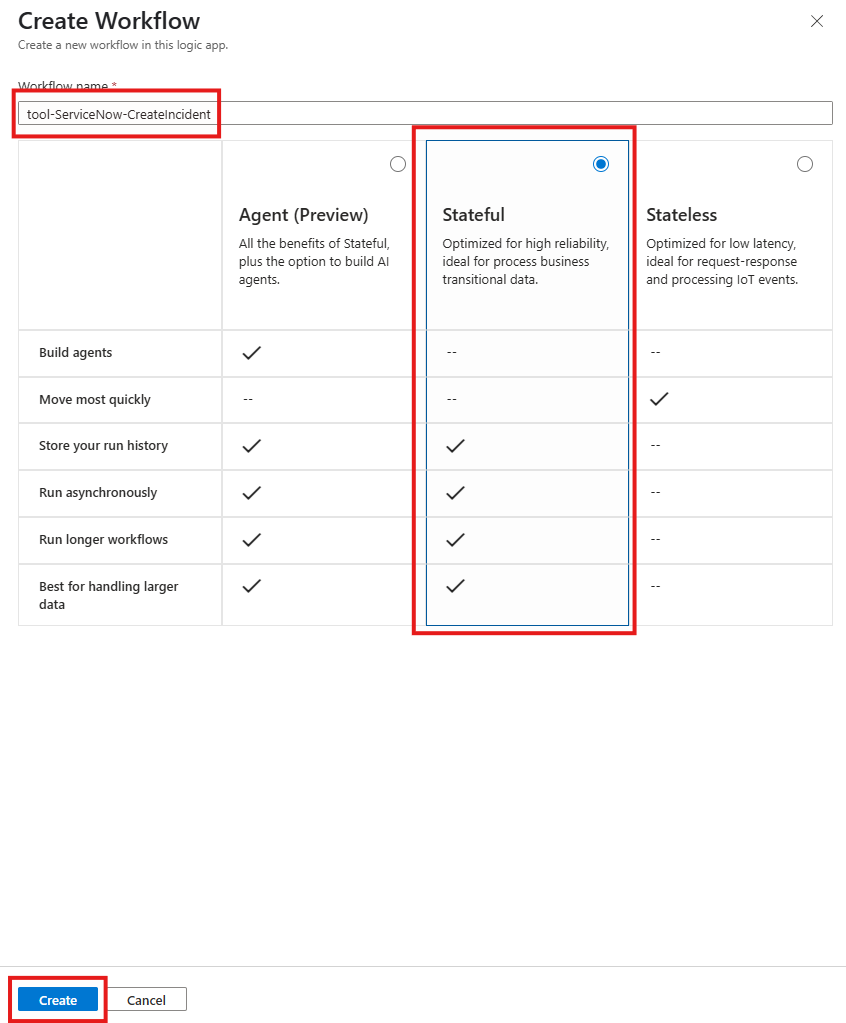 Create Workflow
Create a new workflow in this logic app.
Workflow name *
tool-ServiceNow-CreateIncident
Agent (Preview)
All the benefits of Stateful,
plus the option to build AI
agents.
Stateful
Optimized for high reliability,
ideal for process business
transitional data.
Stateless
Optimized for low latency,
ideal for request-response
and processing IoT events.
Build agents -- --
Move most quickly -- --
Store your run history --
Run asynchronously --
Run longer workflows --
Best for handling larger --
data
Create Cancel